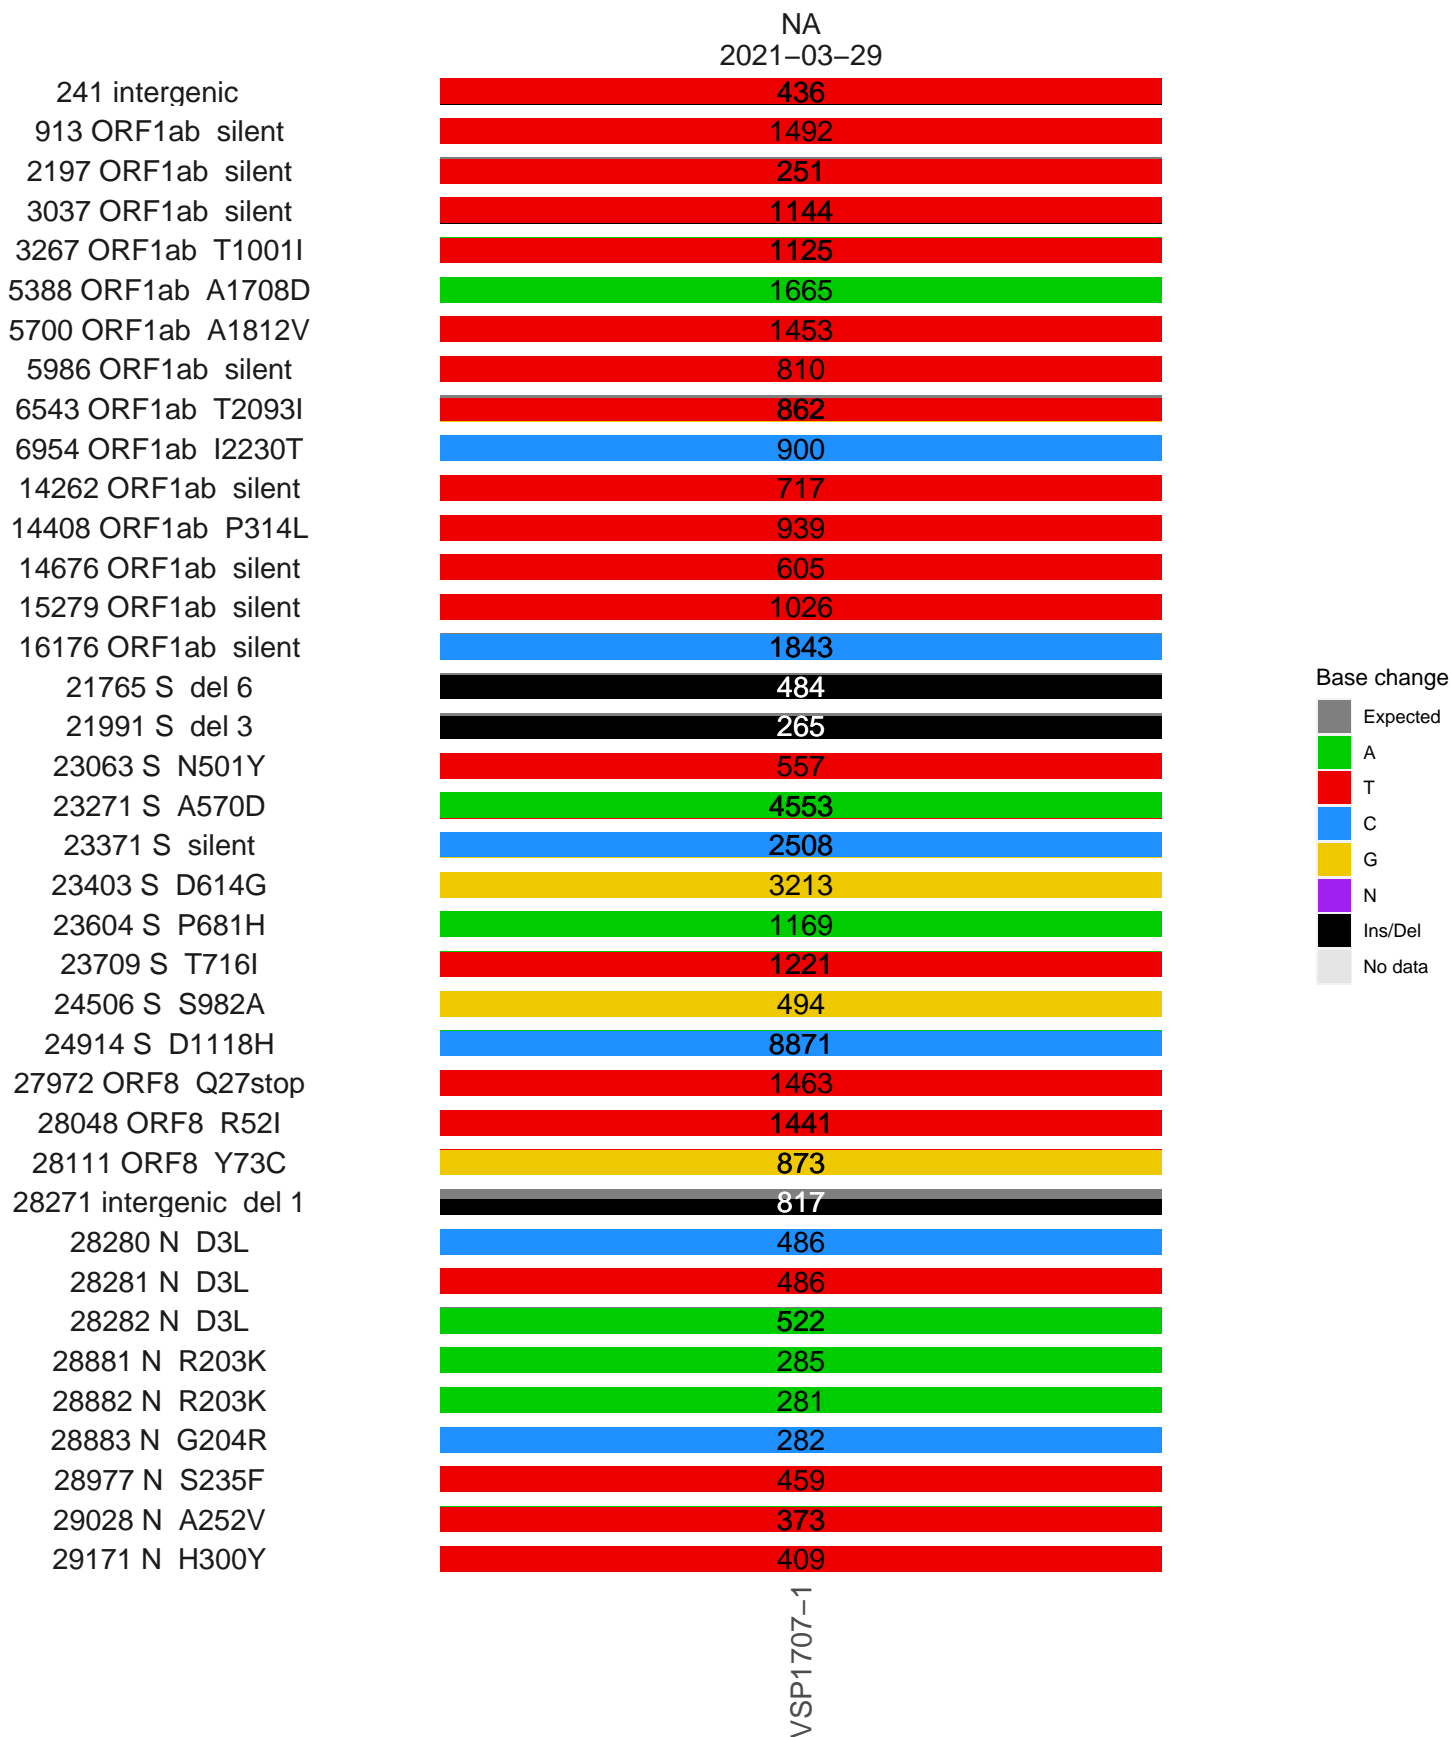 NA
2021−03−29
241 intergenic 436
913 ORF1ab silent 1492
2197 ORF1ab silent 251
3037 ORF1ab silent 1144
3267 ORF1ab T1001I 1125
5388 ORF1ab A1708D 1665
5700 ORF1ab A1812V 1453
5986 ORF1ab silent 810
6543 ORF1ab T2093I 862
6954 ORF1ab I2230T 900
14262 ORF1ab silent 717
14408 ORF1ab P314L 939
14676 ORF1ab silent 605
15279 ORF1ab silent 1026
16176 ORF1ab silent 1843
21765 S del 6 484
21991 S del 3 265
23063 S N501Y 557
23271 S A570D 4553
23371 S silent 2508
23403 S D614G 3213
23604 S P681H 1169
23709 S T716I 1221
24506 S S982A 494
24914 S D1118H 8871
27972 ORF8 Q27stop 1463
28048 ORF8 R52I 1441
28111 ORF8 Y73C 873
28271 intergenic del 1 817
28280 N D3L 486
28281 N D3L 486
28282 N D3L 522
28881 N R203K 285
28882 N R203K 281
28883 N G204R 282
28977 N S235F 459
29028 N A252V 373
29171 N H300Y 409
VSP1707−1
Base change
Expected
A
T
C
G
N
Ins/Del
No data